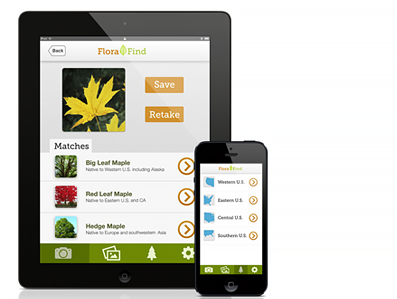 Back
Flora Find
Save
Retake
Matches
Big Leaf Maple
Native to Western U.S. including Alaska
Red Leaf Maple
Native to Eastern U.S. and CA
Hedge Maple
Native to Europe and southwestern Asia
Flora Find
Western U.S.
Eastern U.S.
Central U.S.
Southern U.S.